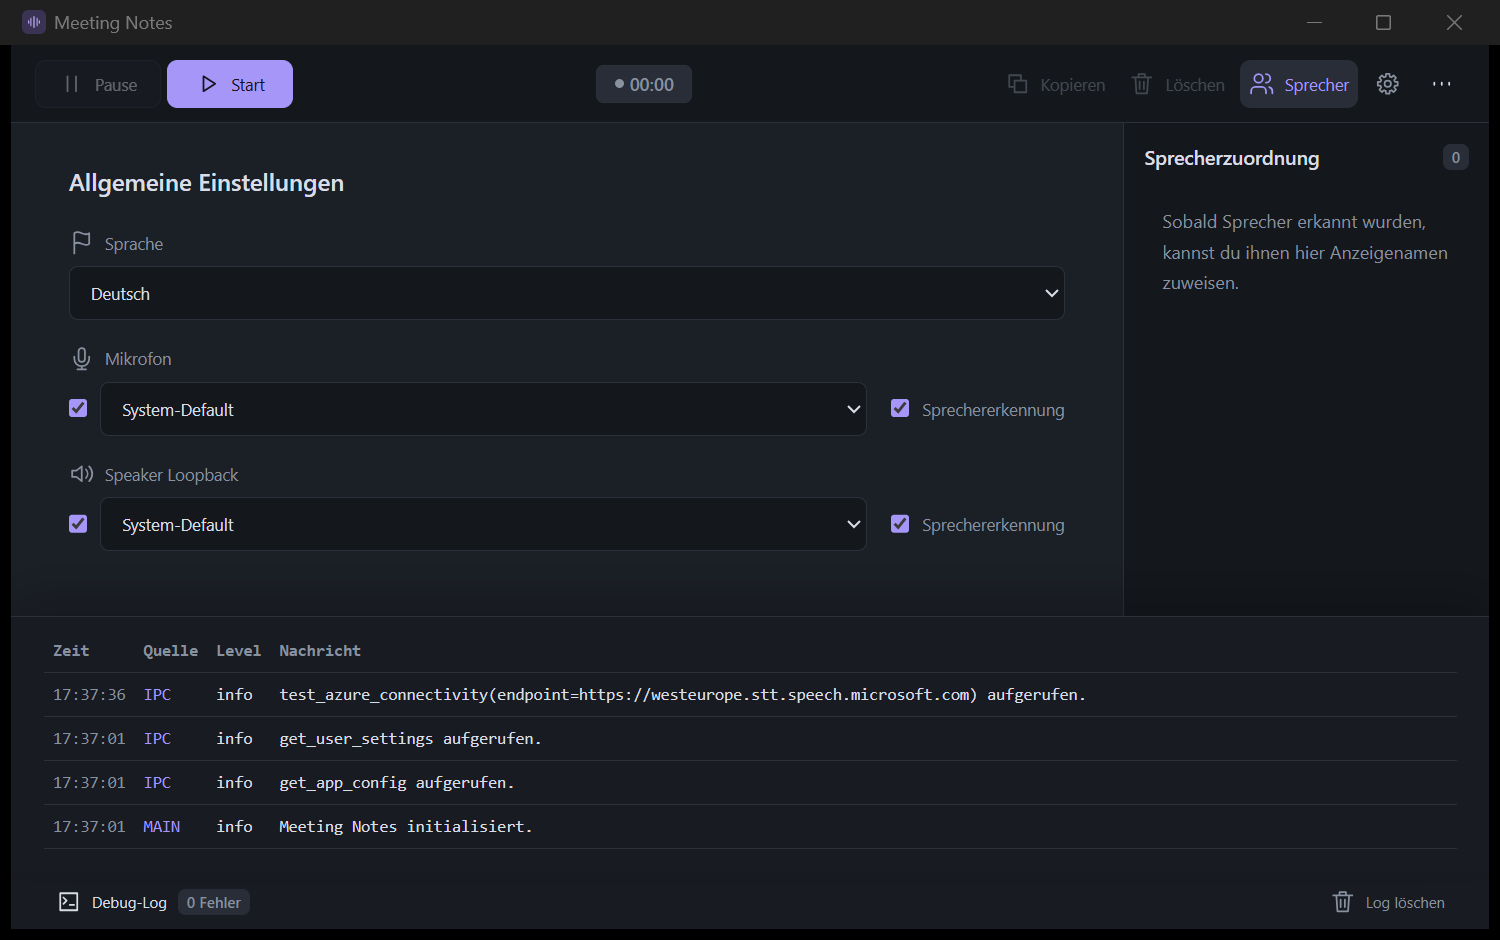 Meeting Notes
Pause
Start
00:00
Kopieren
Löschen
Sprecher
Allgemeine Einstellungen
Sprache
Deutsch
Mikrofon
System-Default
Sprechererkennung
Speaker Loopback
System-Default
Sprechererkennung
Sprecherzuordnung
0
Sobald Sprecher erkannt wurden,
kannst du ihnen hier Anzeigenamen
zuweisen.
Zeit Quelle Level Nachricht
17:37:36 IPC info test_azure_connectivity(endpoint=https://westeurope.stt.speech.microsoft.com) aufgerufen.
17:37:01 IPC info get_user_settings aufgerufen.
17:37:01 IPC info get_app_config aufgerufen.
17:37:01 MAIN info Meeting Notes initialisiert.
Debug-Log
0 Fehler
Log löschen